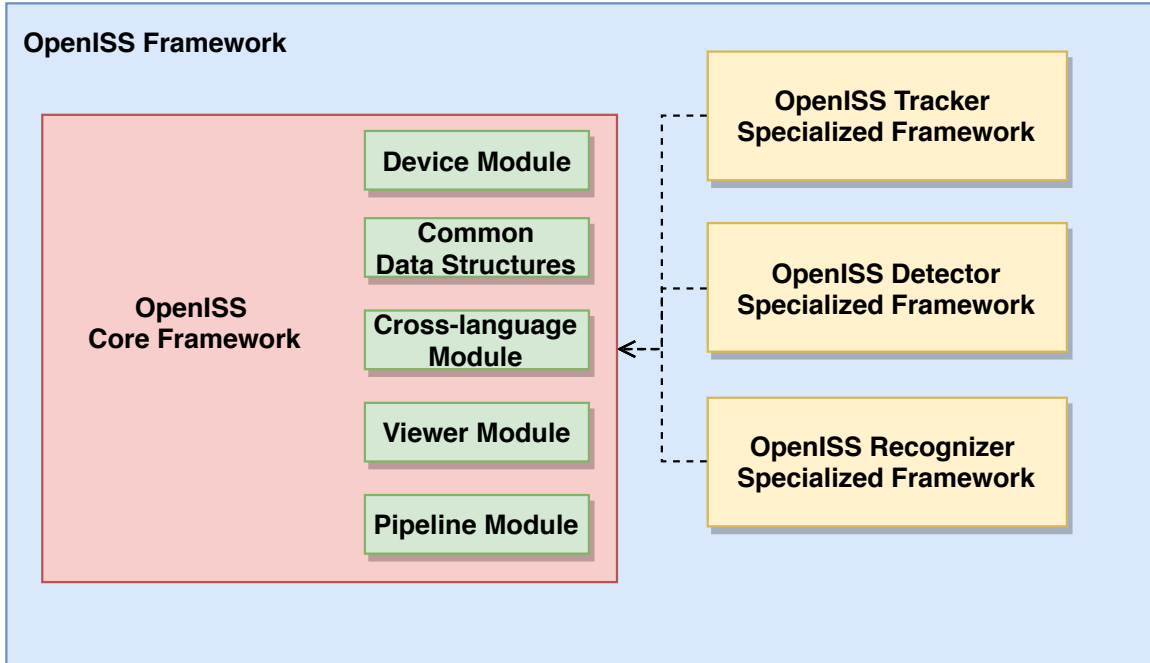 OpenISS Framework
OpenISS
Core Framework
Device Module
Common
Data Structures
Cross-language
Module
Viewer Module
Pipeline Module
OpenISS Tracker
Specialized Framework
OpenISS Detector
Specialized Framework
OpenISS Recognizer
Specialized Framework